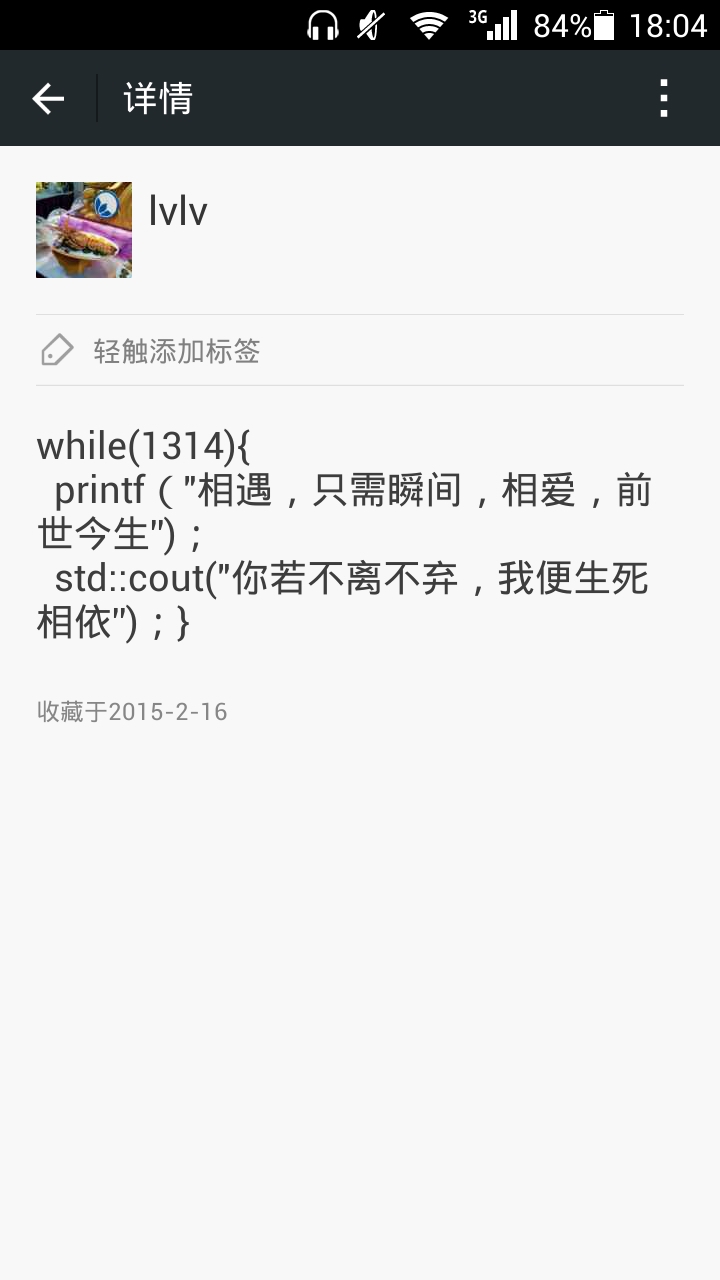 3G 84% 18:04
详情
lvlv
轻触添加标签
while(1314){
  printf（"相遇，只需瞬间，相爱，前
世今生")；
  std::cout("你若不离不弃，我便生死
相依")；}
收藏于2015-2-16